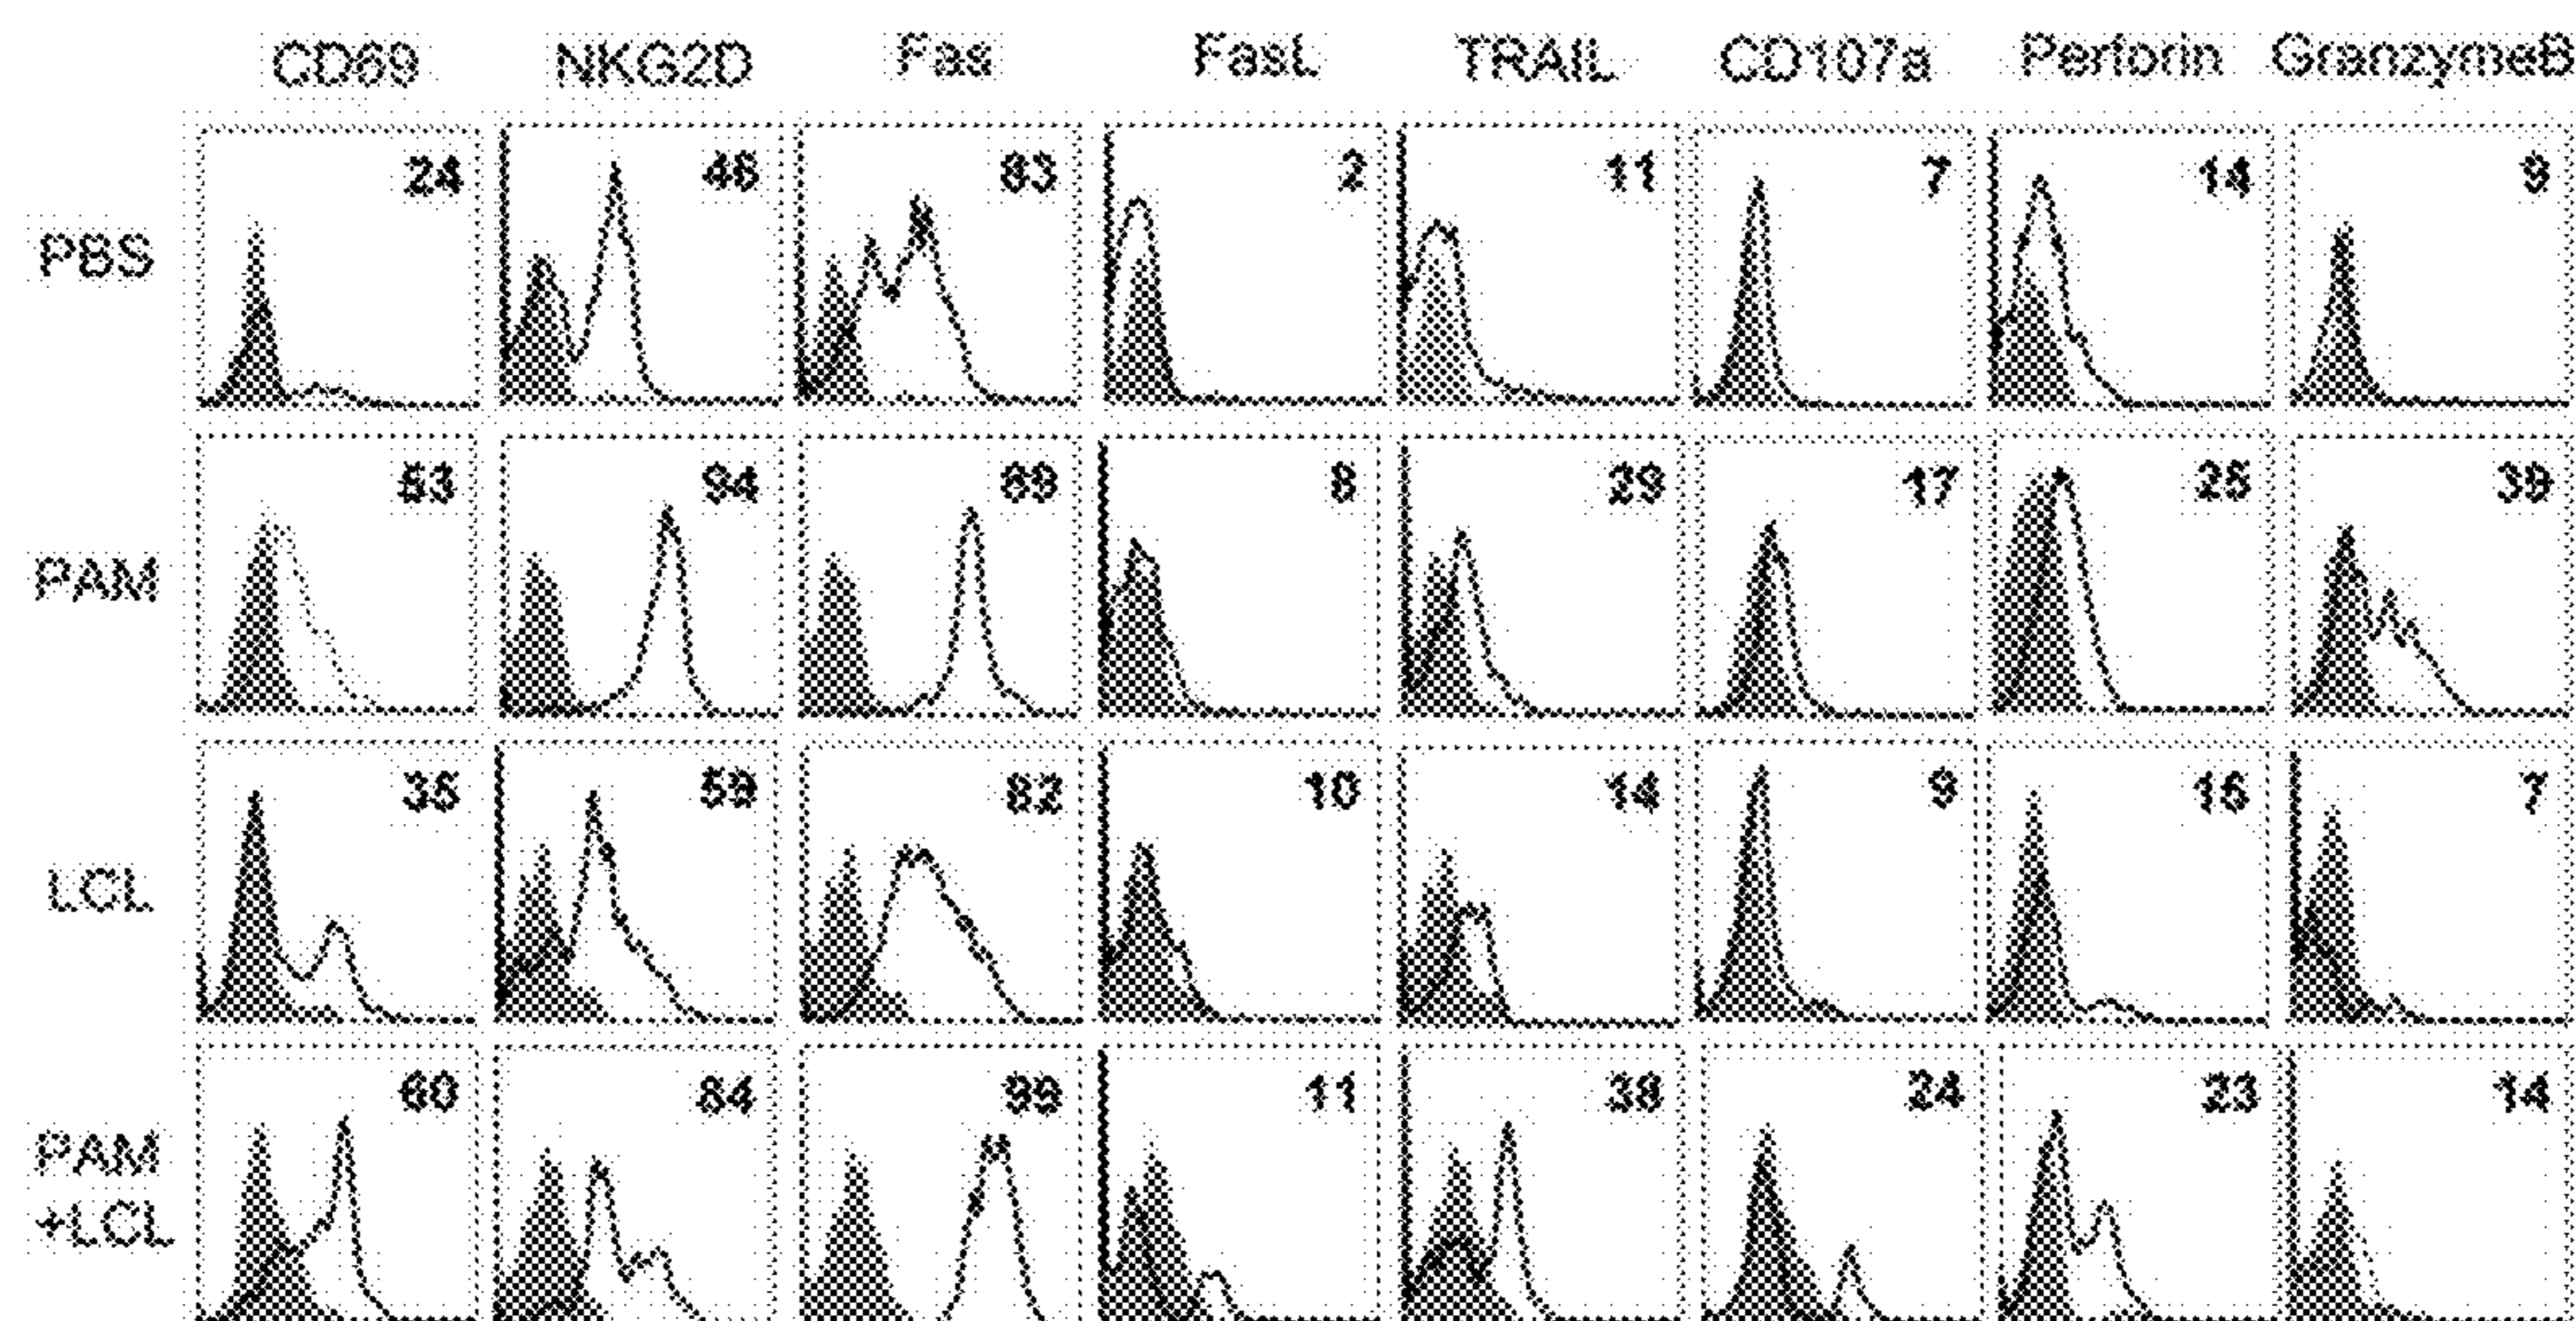 CD69 NKG2D Fas FasL TRAIL CD107a Perforin GranzymeB
PBS 24 46 83 2 11 7 14 9
PAM 53 94 99 8 29 17 25 39
LCL 35 59 82 10 14 9 16 7
PAM 60 84 99 11 38 24 23 14
+LCL